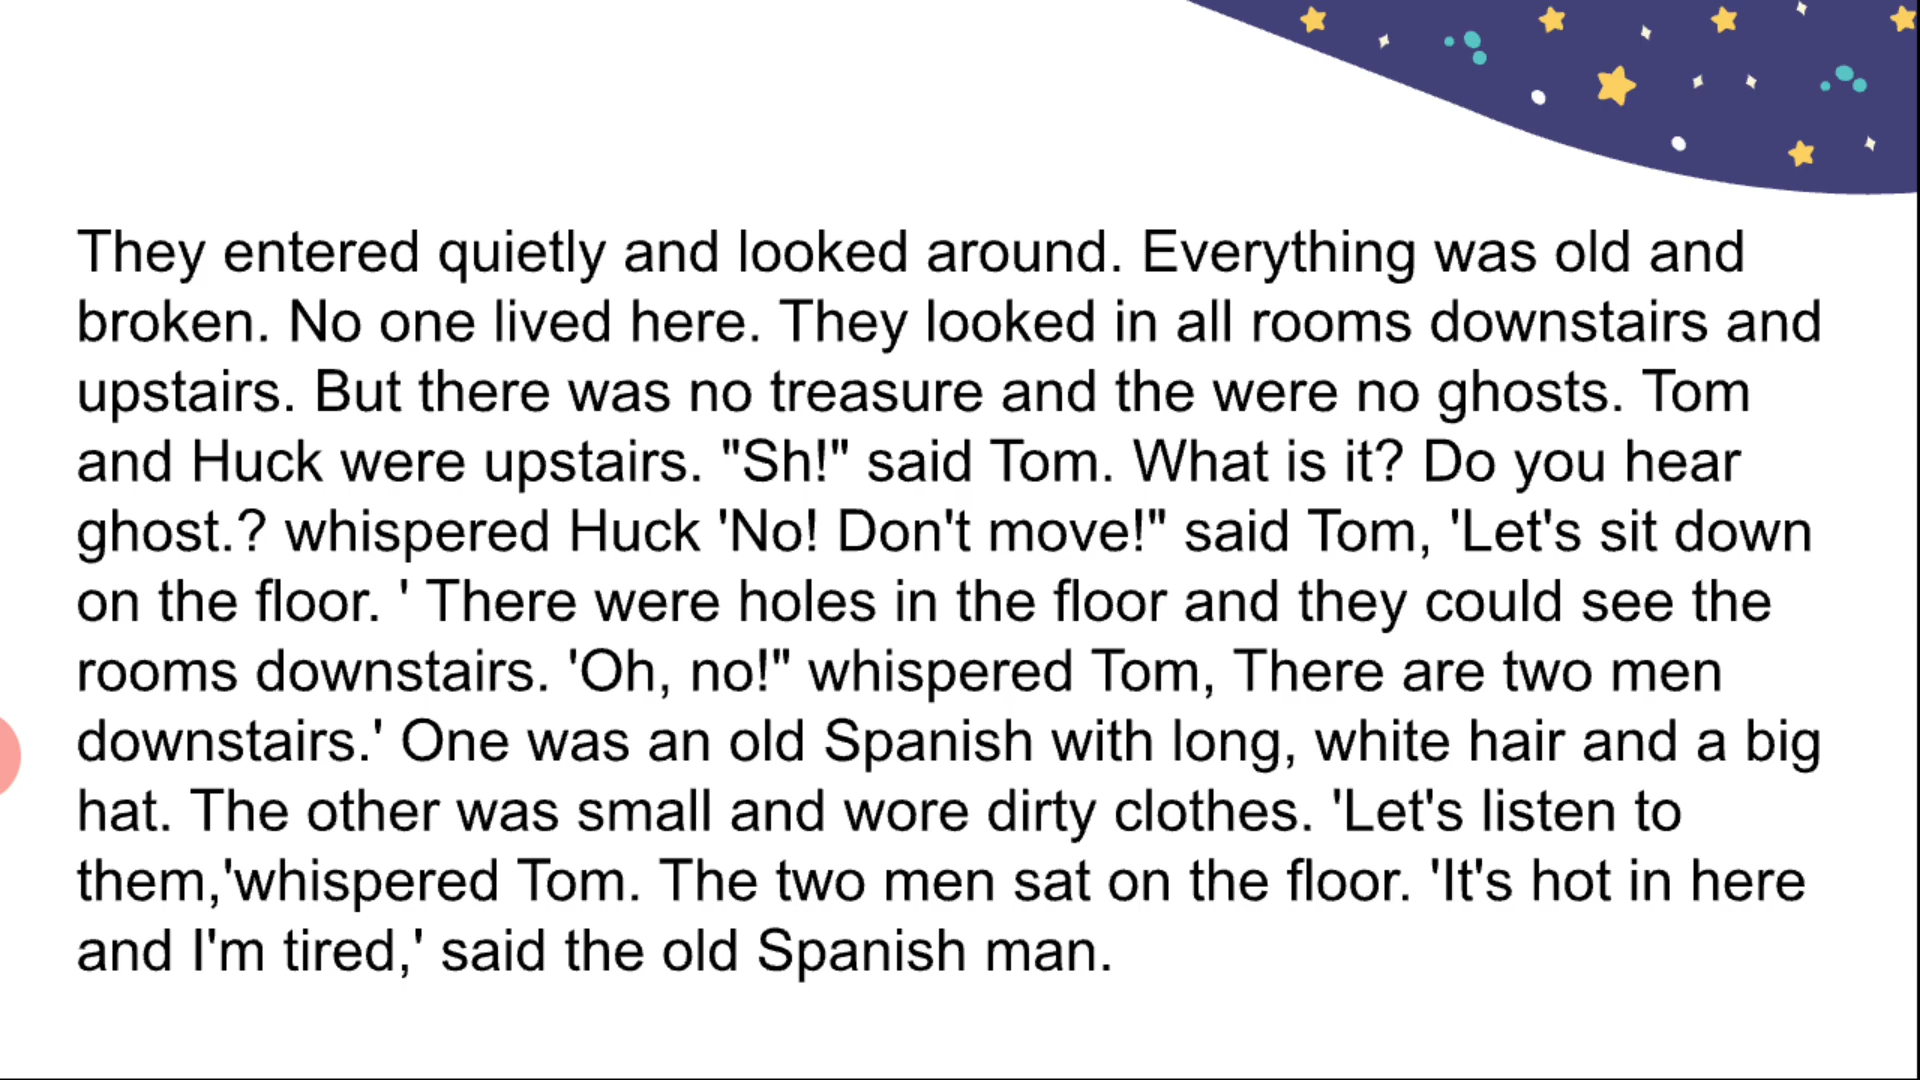 They entered quietly and looked around. Everything was old and
broken. No one lived here. They looked in all rooms downstairs and
upstairs. But there was no treasure and the were no ghosts. Tom
and Huck were upstairs. "Sh!" said Tom. What is it? Do you hear
ghost.? whispered Huck 'No! Don't move!" said Tom, 'Let's sit down
on the floor. ' There were holes in the floor and they could see the
rooms downstairs. 'Oh, no!" whispered Tom, There are two men
downstairs.' One was an old Spanish with long, white hair and a big
hat. The other was small and wore dirty clothes. 'Let's listen to
them,'whispered Tom. The two men sat on the floor. 'It's hot in here
and I'm tired,' said the old Spanish man.